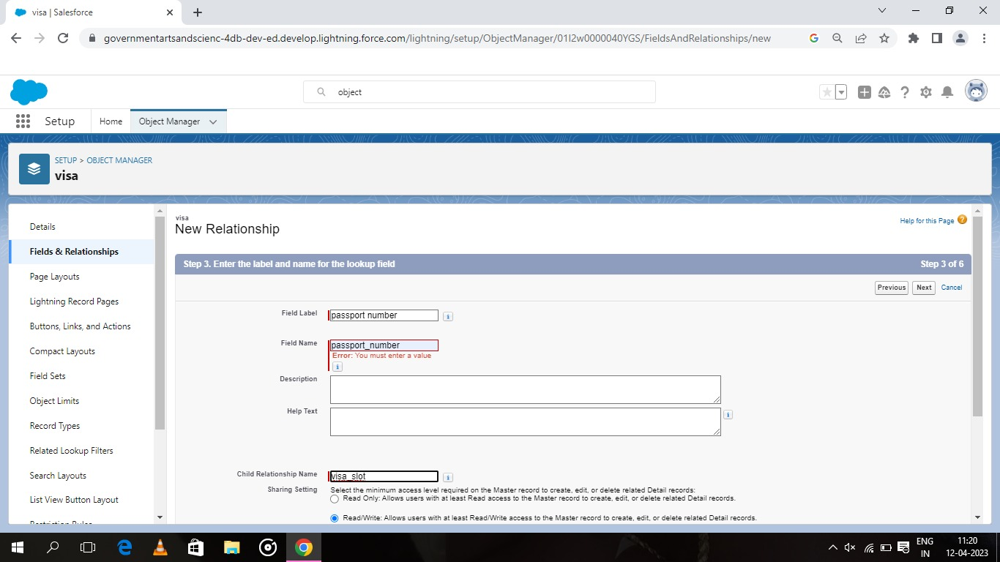 visa | Salesforce
governmentartsandscienc-4db-dev-ed.develop.lightning.force.com/lightning/setup/ObjectManager/01I2w0000040YGS/FieldsAndRelationships/new
object
Setup
Home
Object Manager
SETUP > OBJECT MANAGER
visa
Details
Fields & Relationships
Page Layouts
Lightning Record Pages
Buttons, Links, and Actions
Compact Layouts
Field Sets
Object Limits
Record Types
Related Lookup Filters
Search Layouts
List View Button Layout
Restriction Rules
visa
New Relationship
Help for this Page
Step 3. Enter the label and name for the lookup field
Step 3 of 6
Previous Next Cancel
Field Label passport number
Field Name passport_number
Error: You must enter a value
Description
Help Text
Child Relationship Name visa_slot
Sharing Setting Select the minimum access level required on the Master record to create, edit, or delete related Detail records:
Read Only: Allows users with at least Read access to the Master record to create, edit, or delete related Detail records.
Read/Write: Allows users with at least Read/Write access to the Master record to create, edit, or delete related Detail records.
ENG
IN
11:20
12-04-2023